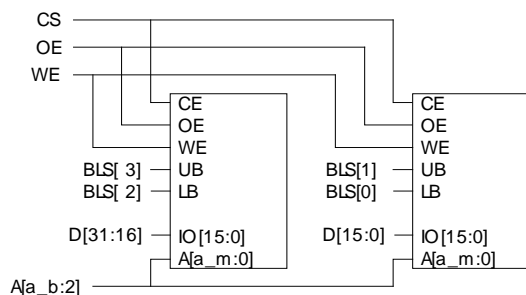 CS
OE
WE
CE
OE
WE
BLS[ 3] UB
BLS[ 2] LB
D[31:16] IO[15:0]
A[a_m:0]
CE
OE
WE
BLS[1] UB
BLS[0] LB
D[15:0] IO[15:0]
A[a_m:0]
A[a_b:2]